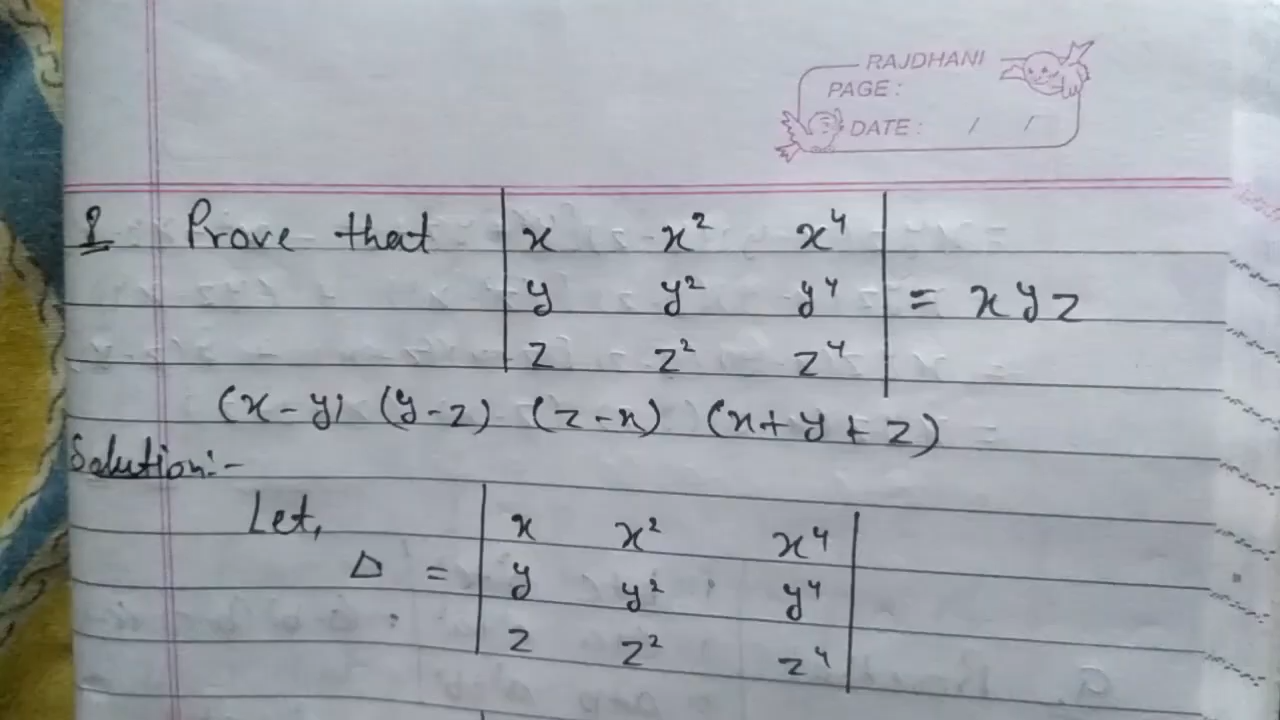 RAJDHANI
PAGE :
DATE : / /
Q Prove that | x x² x⁴ |
| y y² y⁴ | = xyz
| z z² z⁴ |
(x-y) (y-z) (z-x) (x+y+z)
Solution:-
Let, | x x² x⁴ |
Δ = | y y² y⁴ |
| z z² z⁴ |